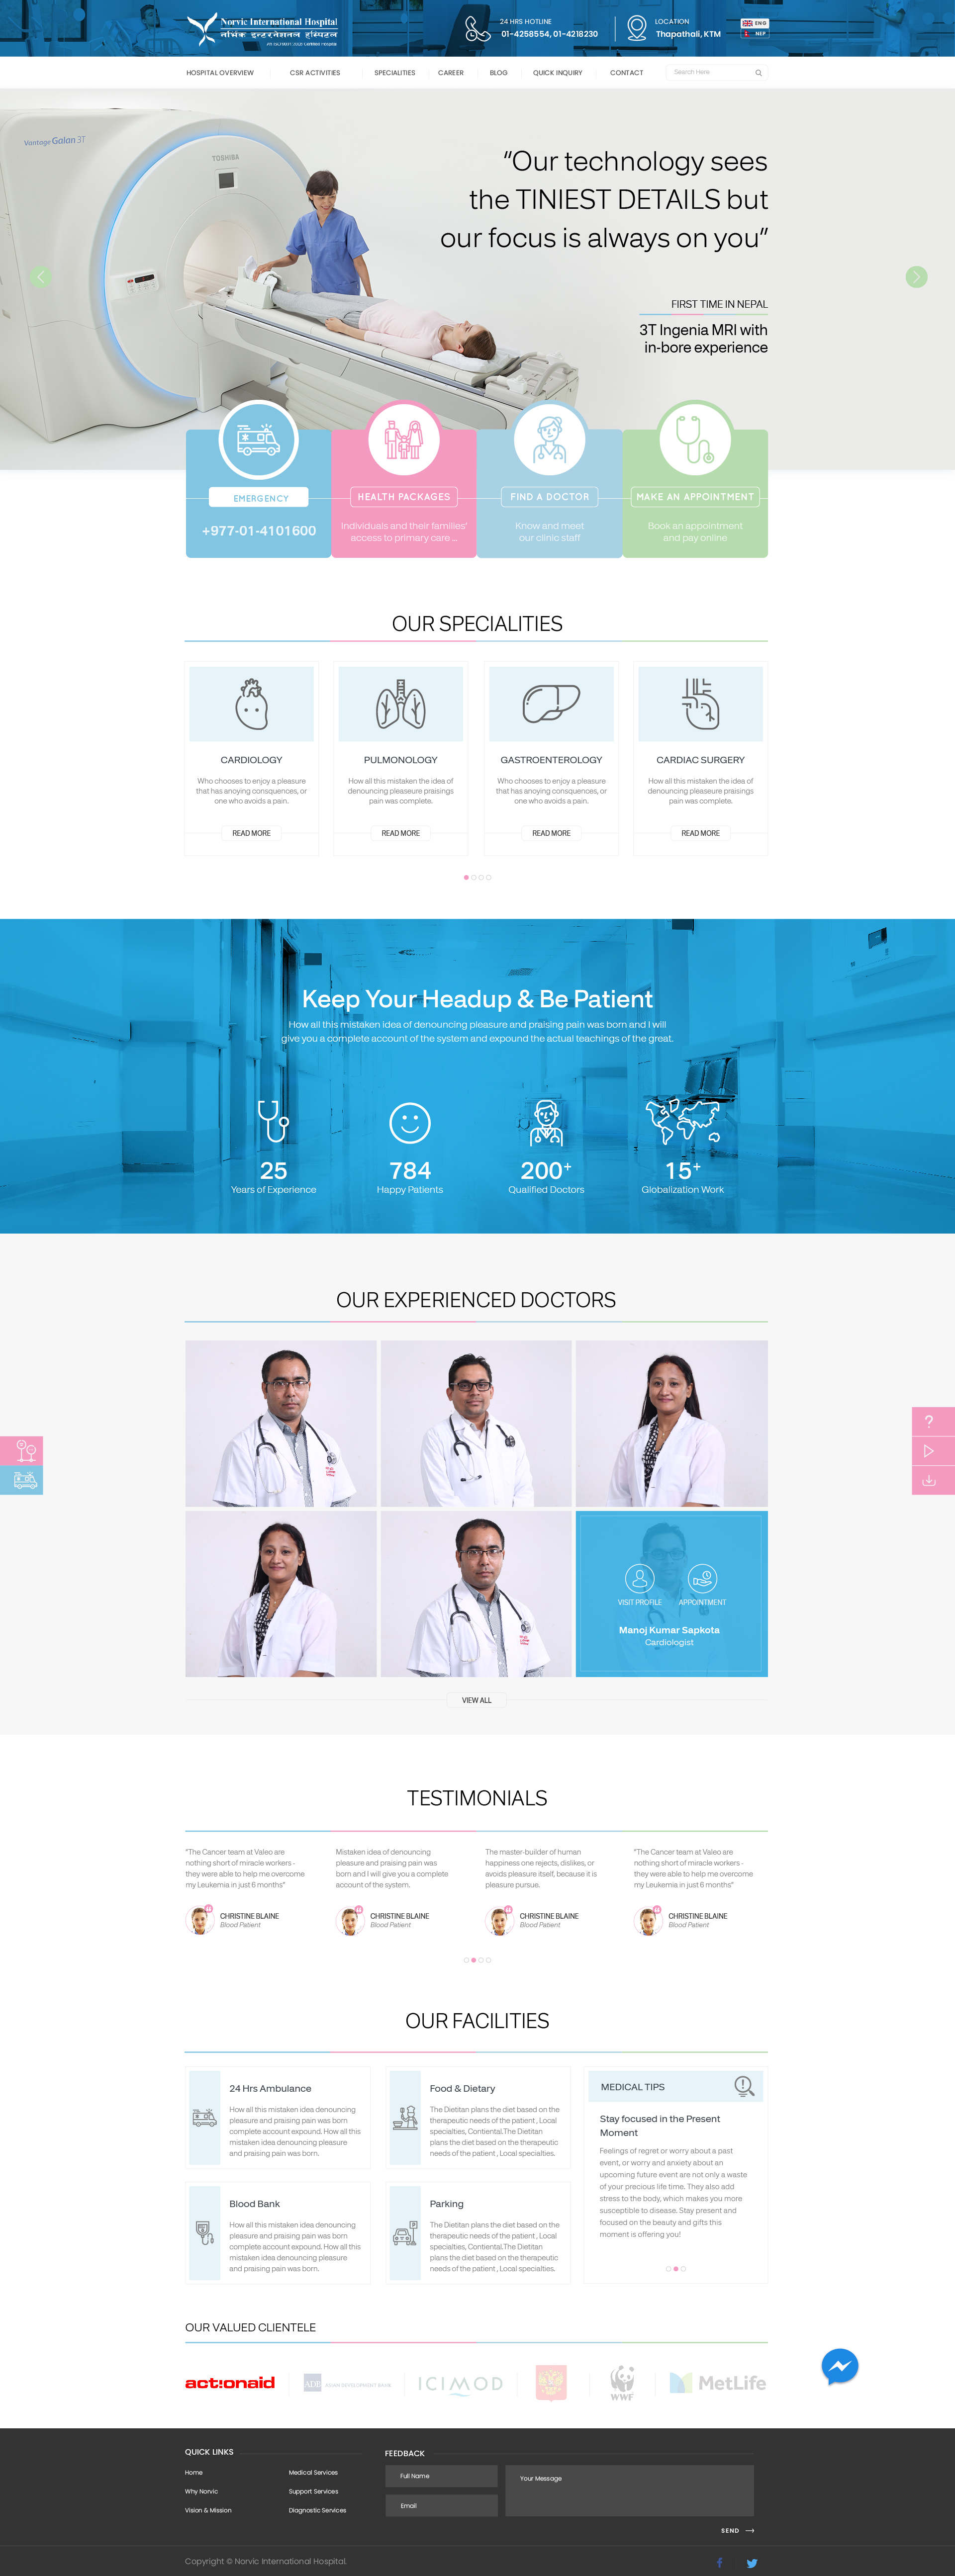 Norvic International Hospital
नर्भिक इन्टरनेशनल हस्पिटल
24 HRS HOTLINE
01-4258554, 01-4218230
LOCATION
Thapathali, KTM
ENG
NEP
HOSPITAL OVERVIEW
CSR ACTIVITIES
SPECIALITIES
CAREER
BLOG
QUICK INQUIRY
CONTACT
Search Here
Vantage Galan 3T
TOSHIBA
“Our technology sees
the TINIEST DETAILS but
our focus is always on you”
FIRST TIME IN NEPAL
3T Ingenia MRI with
in-bore experience
EMERGENCY
+977-01-4101600
HEALTH PACKAGES
Individuals and their families'
access to primary care ...
FIND A DOCTOR
Know and meet
our clinic staff
MAKE AN APPOINTMENT
Book an appointment
and pay online
OUR SPECIALITIES
CARDIOLOGY
Who chooses to enjoy a pleasure
that has anoying consquences, or
one who avoids a pain.
READ MORE
PULMONOLOGY
How all this mistaken the idea of
denouncing pleaseure praisings
pain was complete.
READ MORE
GASTROENTEROLOGY
Who chooses to enjoy a pleasure
that has anoying consquences, or
one who avoids a pain.
READ MORE
CARDIAC SURGERY
How all this mistaken the idea of
denouncing pleaseure praisings
pain was complete.
READ MORE
Keep Your Headup & Be Patient
How all this mistaken idea of denouncing pleasure and praising pain was born and I will
give you a complete account of the system and expound the actual teachings of the great.
25
Years of Experience
784
Happy Patients
200+
Qualified Doctors
15+
Globalization Work
OUR EXPERIENCED DOCTORS
VISIT PROFILE
APPOINTMENT
Manoj Kumar Sapkota
Cardiologist
VIEW ALL
TESTIMONIALS
"The Cancer team at Valeo are
nothing short of miracle workers -
they were able to help me overcome
my Leukemia in just 6 months"
CHRISTINE BLAINE
Blood Patient
Mistaken idea of denouncing
pleasure and praising pain was
born and I will give you a complete
account of the system.
CHRISTINE BLAINE
Blood Patient
The master-builder of human
happiness one rejects, dislikes, or
avoids pleasure itself, because it is
pleasure pursue.
CHRISTINE BLAINE
Blood Patient
"The Cancer team at Valeo are
nothing short of miracle workers -
they were able to help me overcome
my Leukemia in just 6 months"
CHRISTINE BLAINE
Blood Patient
OUR FACILITIES
24 Hrs Ambulance
How all this mistaken idea denouncing
pleasure and praising pain was born
complete account expound. How all this
mistaken idea denouncing pleasure
and praising pain was born.
Food & Dietary
The Dietitan plans the diet based on the
therapeutic needs of the patient , Local
specialties, Contiental.The Dietitan
plans the diet based on the therapeutic
needs of the patient , Local specialties.
Blood Bank
How all this mistaken idea denouncing
pleasure and praising pain was born
complete account expound. How all this
mistaken idea denouncing pleasure
and praising pain was born.
Parking
The Dietitan plans the diet based on the
therapeutic needs of the patient , Local
specialties, Contiental.The Dietitan
plans the diet based on the therapeutic
needs of the patient , Local specialties.
MEDICAL TIPS
Stay focused in the Present
Moment
Feelings of regret or worry about a past
event, or worry and anxiety about an
upcoming future event are not only a waste
of your precious life time. They also add
stress to the body, which makes you more
susceptible to disease. Stay present and
focused on the beauty and gifts this
moment is offering you!
OUR VALUED CLIENTELE
act!onaid
ADB ASIAN DEVELOPMENT BANK
ICIMOD
WWF
MetLife
QUICK LINKS
Home
Why Norvic
Vision & Mission
Medical Services
Support Services
Diagnostic Services
FEEDBACK
Full Name
Email
Your Message
SEND
Copyright © Norvic International Hospital.